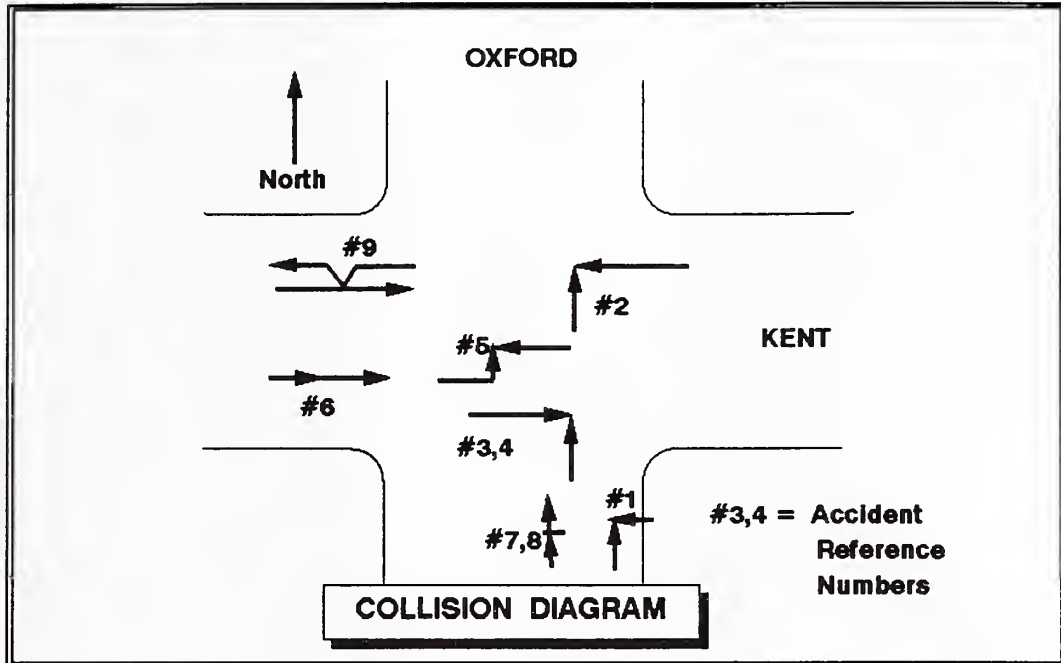 OXFORD
North
#9
#2
#5
KENT
#6
#3,4
#1
#7,8
#3,4 = Accident
Reference
Numbers
COLLISION DIAGRAM